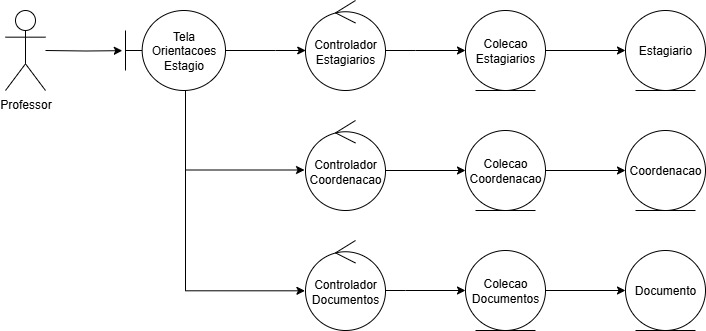 Professor
Tela
Orientacoes
Estagio
Controlador
Estagiarios
Colecao
Estagiarios
Estagiario
Controlador
Coordenacao
Colecao
Coordenacao
Coordenacao
Controlador
Documentos
Colecao
Documentos
Documento